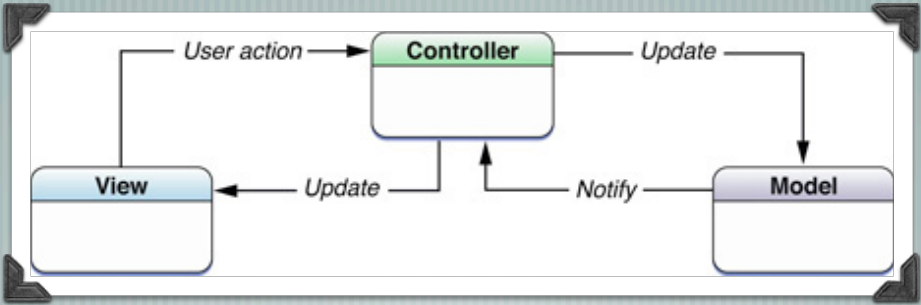 User action
Controller
Update
View
Update
Notify
Model